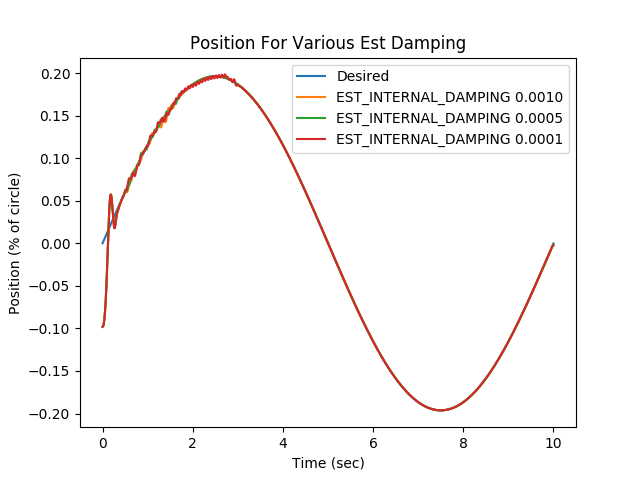 Position For Various Est Damping
Desired
EST_INTERNAL_DAMPING 0.0010
EST_INTERNAL_DAMPING 0.0005
EST_INTERNAL_DAMPING 0.0001
Position (% of circle)
0.20
0.15
0.10
0.05
0.00
−0.05
−0.10
−0.15
−0.20
0 2 4 6 8 10
Time (sec)